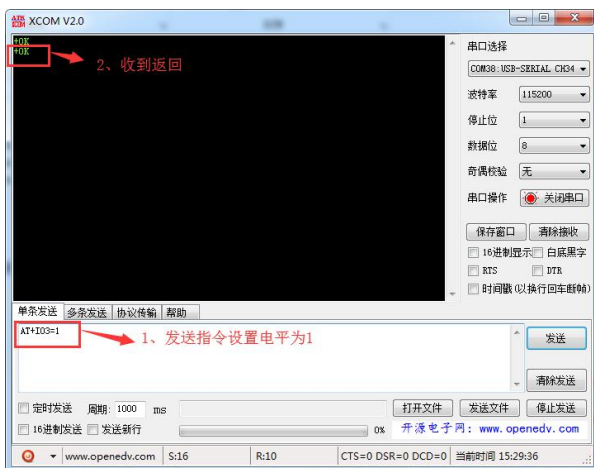 XCOM V2.0
+OK
+OK
2、收到返回
串口选择
COM38:USB-SERIAL CH34
波特率 115200
停止位 1
数据位 8
奇偶校验 无
串口操作 关闭串口
保存窗口 清除接收
16进制显示 白底黑字
RTS DTR
时间戳(以换行回车断帧)
单条发送 多条发送 协议传输 帮助
AT+IO3=1
1、发送指令设置电平为1
发送
清除发送
定时发送 周期: 1000 ms 打开文件 发送文件 停止发送
16进制发送 发送新行 0% 开源电子网: www.openedv.com
www.openedv.com S:16 R:10 CTS=0 DSR=0 DCD=0 当前时间 15:29:36